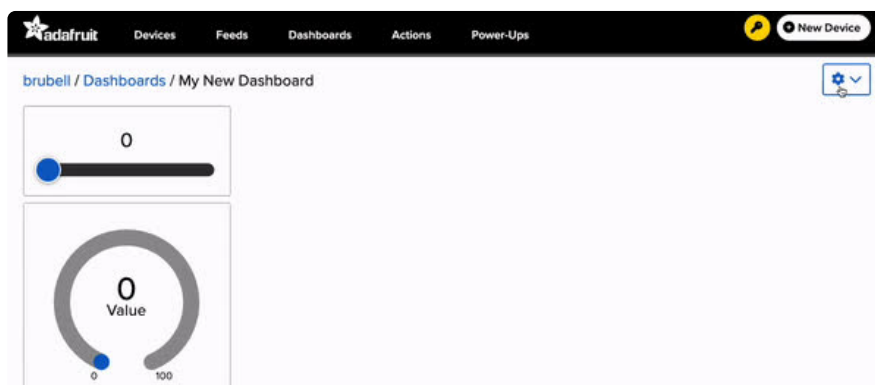 adafruit Devices Feeds Dashboards Actions Power-Ups New Device
brubell / Dashboards / My New Dashboard
0
0
Value
0 100